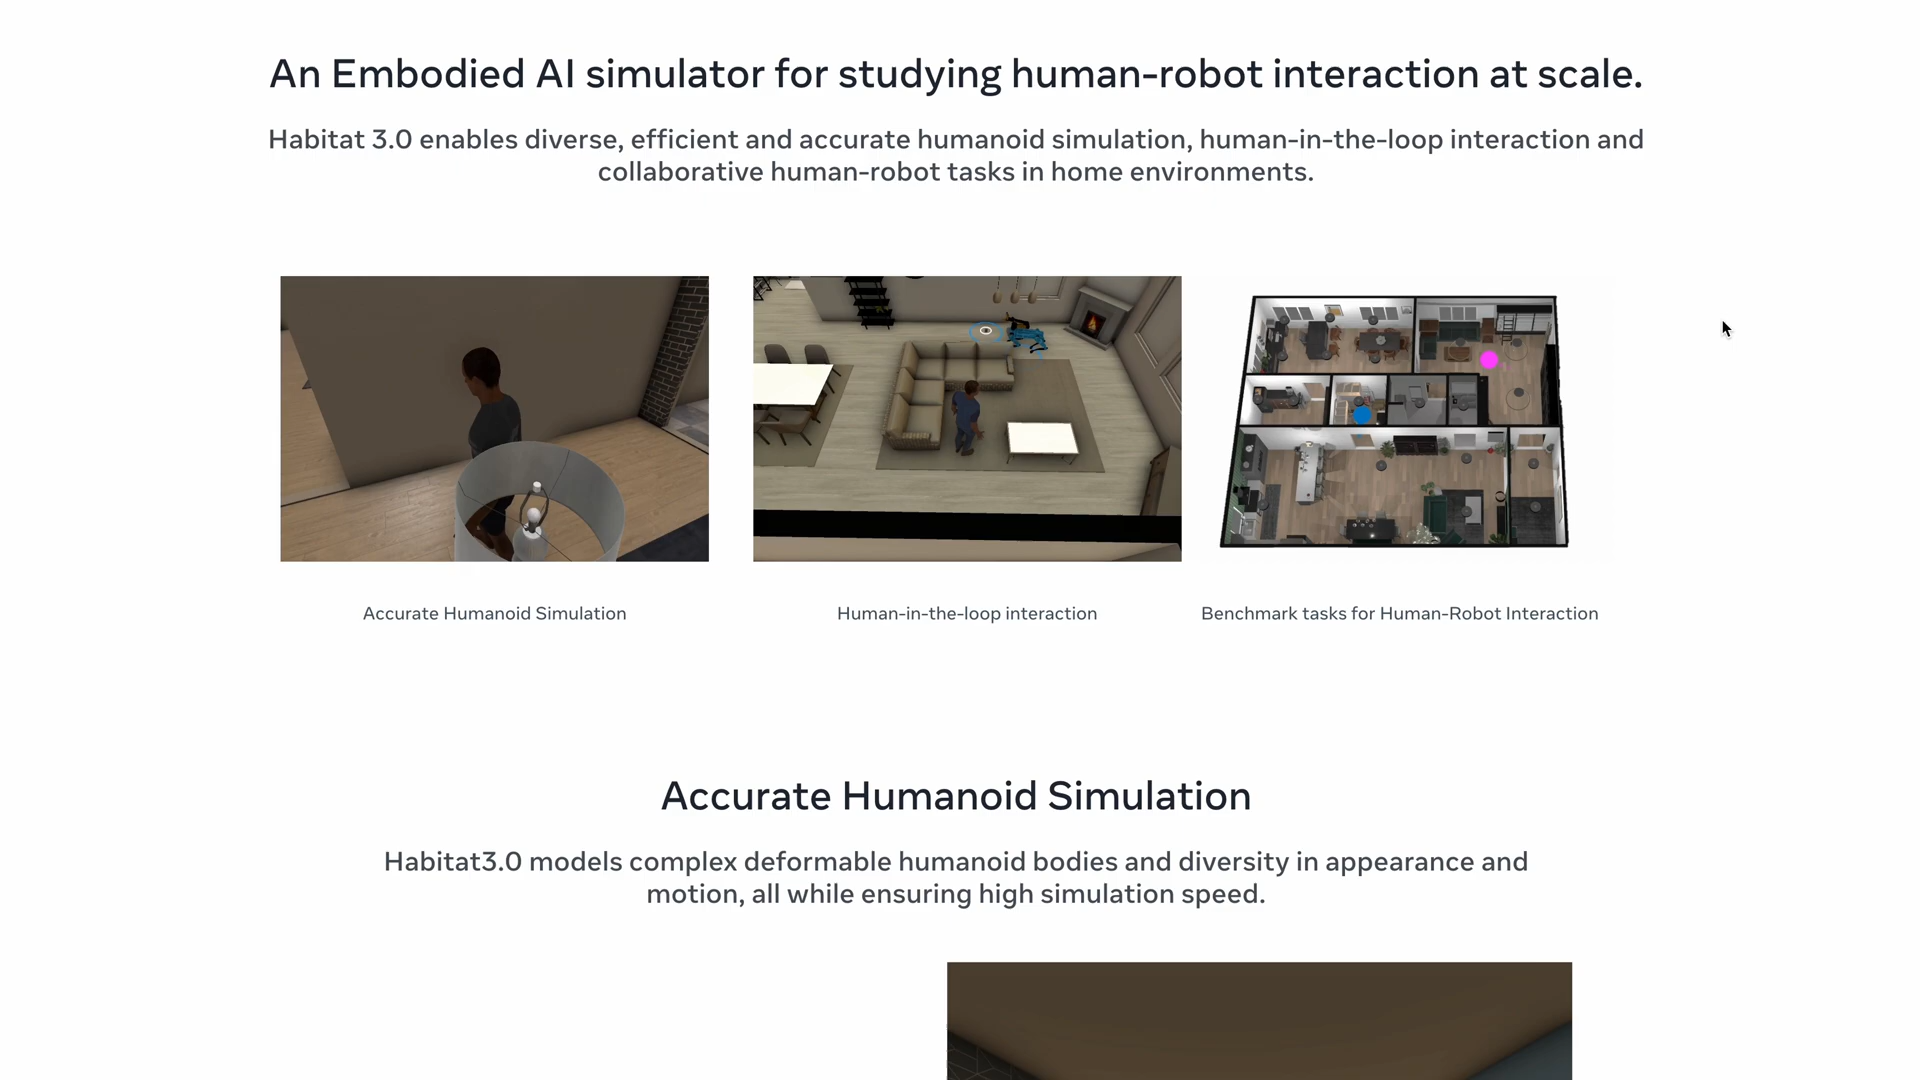 An Embodied AI simulator for studying human-robot interaction at scale.
Habitat 3.0 enables diverse, efficient and accurate humanoid simulation, human-in-the-loop interaction and
collaborative human-robot tasks in home environments.
Accurate Humanoid Simulation
Human-in-the-loop interaction
Benchmark tasks for Human-Robot Interaction
Accurate Humanoid Simulation
Habitat3.0 models complex deformable humanoid bodies and diversity in appearance and
motion, all while ensuring high simulation speed.